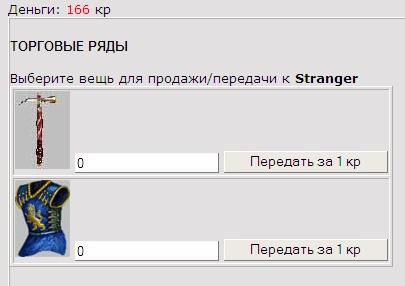 Деньги: 166 кр
ТОРГОВЫЕ РЯДЫ
Выберите вещь для продажи/передачи к Stranger
0 Передать за 1 кр
0 Передать за 1 кр